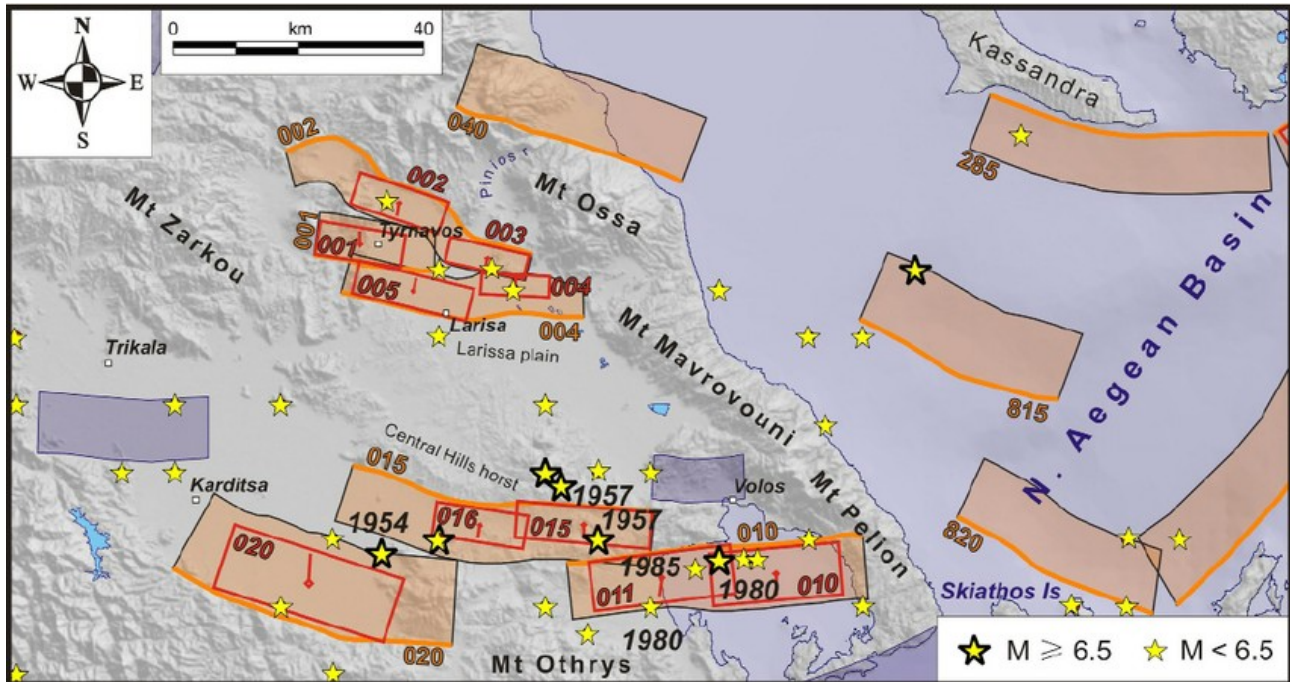 N
W E
S
0 km 40
Kassandra
002
040
285
Pinios r
002
Mt Ossa
Mt Zarkou
001
Tyrnavos
003
001
005
004
Larisa
004
Larissa plain
Trikala
Mt Mavrovouni
815
N. Aegean Basin
Central Hills horst
015
Karditsa
1957
Volos
Mt Pelion
1954
016
015
1957
010
020
1985
820
011
1980
010
Skiathos Is
020
1980
Mt Othrys
M ≥ 6.5 M < 6.5